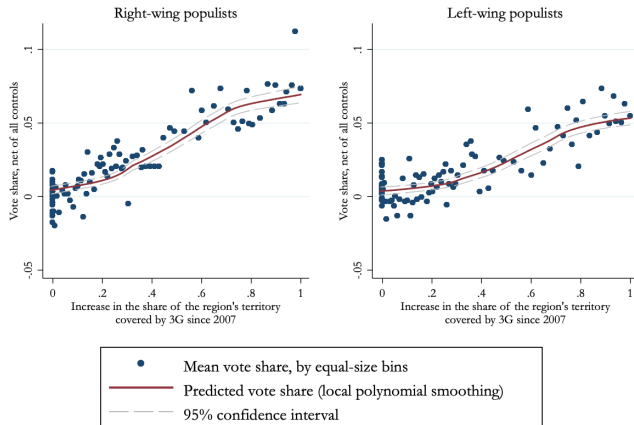 Right-wing populists
Vote share, net of all controls
.1
.05
0
-.05
0 .2 .4 .6 .8 1
Increase in the share of the region's territory
covered by 3G since 2007
Left-wing populists
Vote share, net of all controls
.1
.05
0
-.05
0 .2 .4 .6 .8 1
Increase in the share of the region's territory
covered by 3G since 2007
Mean vote share, by equal-size bins
Predicted vote share (local polynomial smoothing)
95% confidence interval